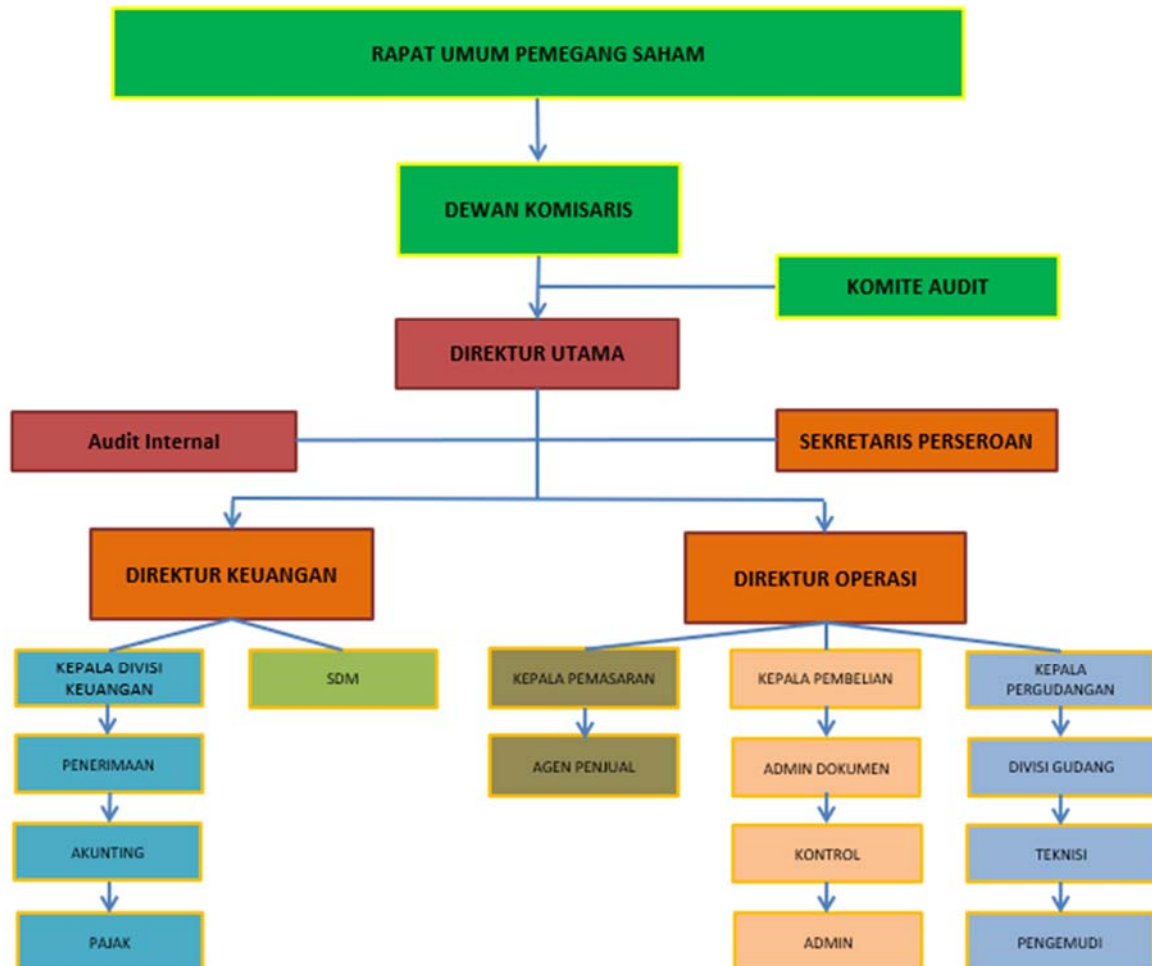 RAPAT UMUM PEMEGANG SAHAM
DEWAN KOMISARIS
KOMITE AUDIT
DIREKTUR UTAMA
Audit Internal
SEKRETARIS PERSEROAN
DIREKTUR KEUANGAN
DIREKTUR OPERASI
KEPALA DIVISI
KEUANGAN
SDM
KEPALA PEMASARAN
KEPALA PEMBELIAN
KEPALA
PERGUDANGAN
PENERIMAAN
AGEN PENJUAL
ADMIN DOKUMEN
DIVISI GUDANG
AKUNTING
KONTROL
TEKNISI
PAJAK
ADMIN
PENGEMUDI